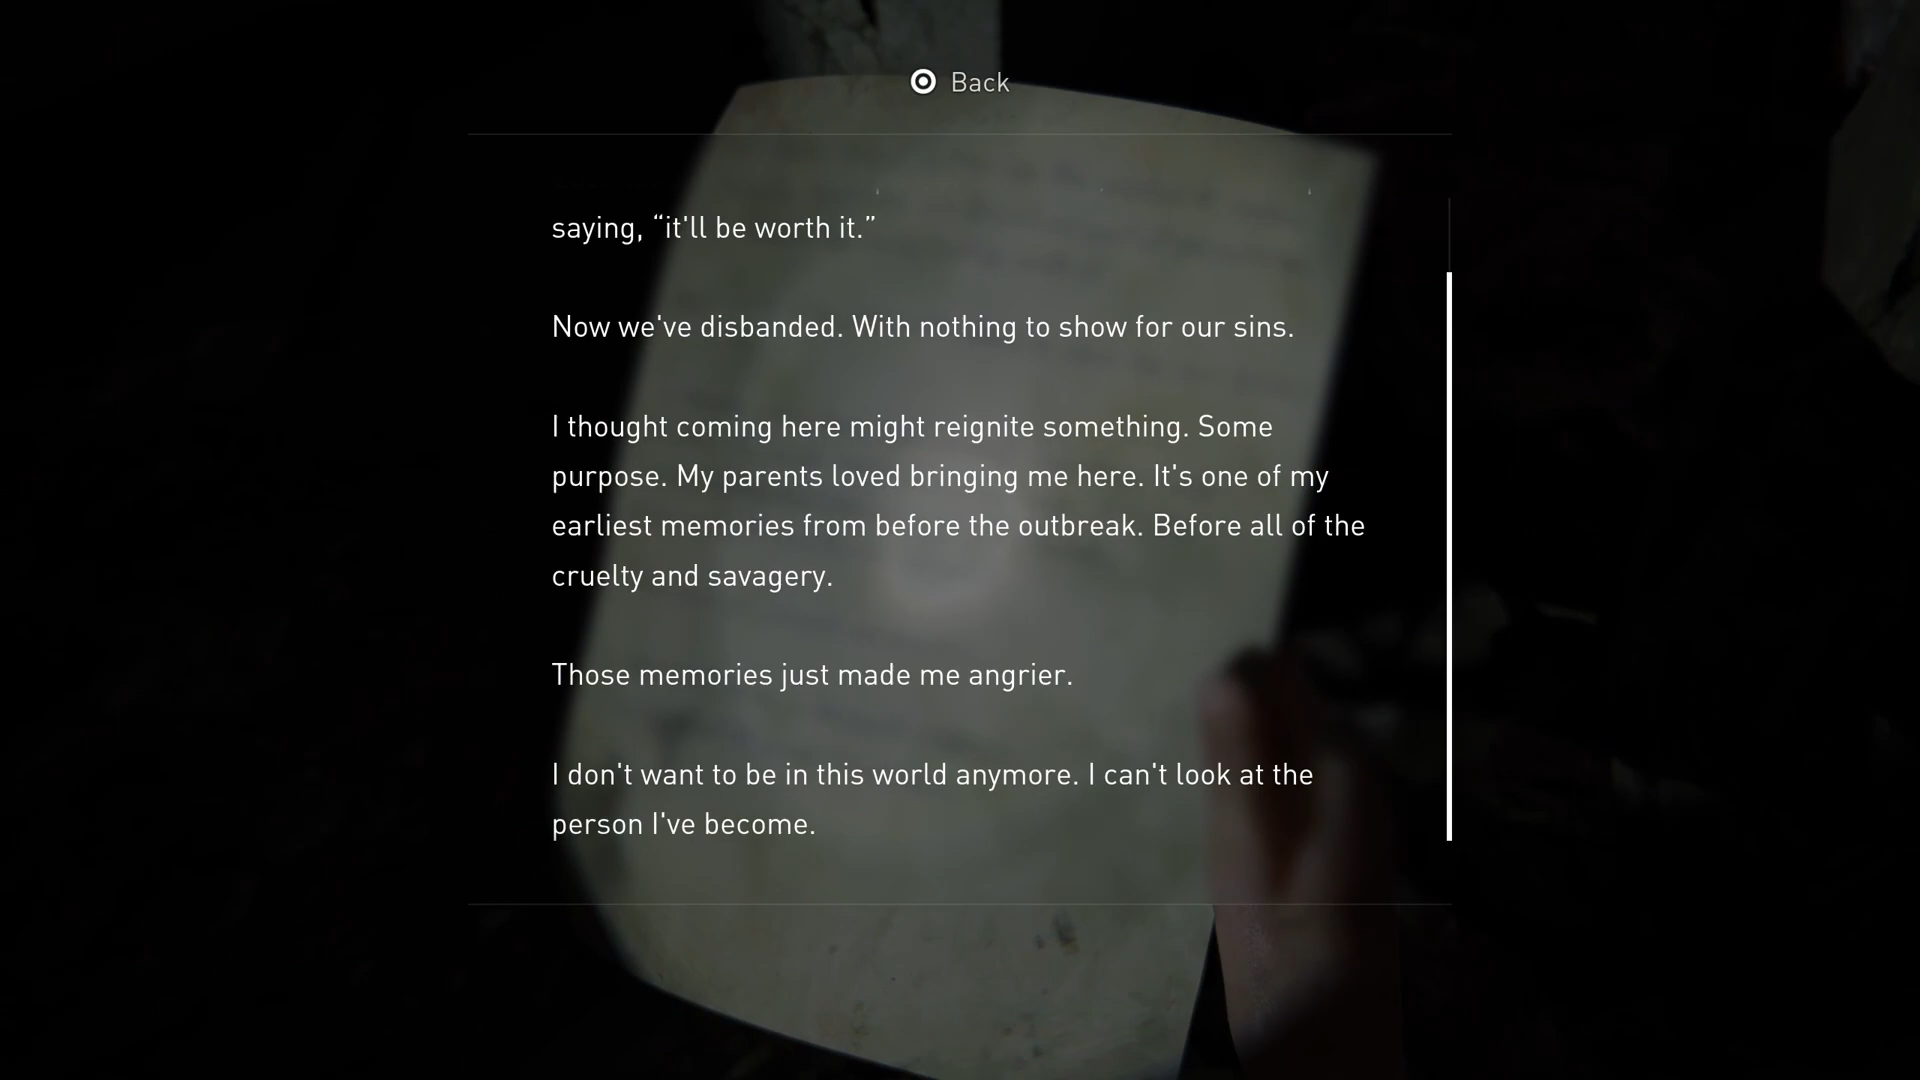 Back
saying, “it'll be worth it.”
Now we've disbanded. With nothing to show for our sins.
I thought coming here might reignite something. Some
purpose. My parents loved bringing me here. It's one of my
earliest memories from before the outbreak. Before all of the
cruelty and savagery.
Those memories just made me angrier.
I don't want to be in this world anymore. I can't look at the
person I've become.